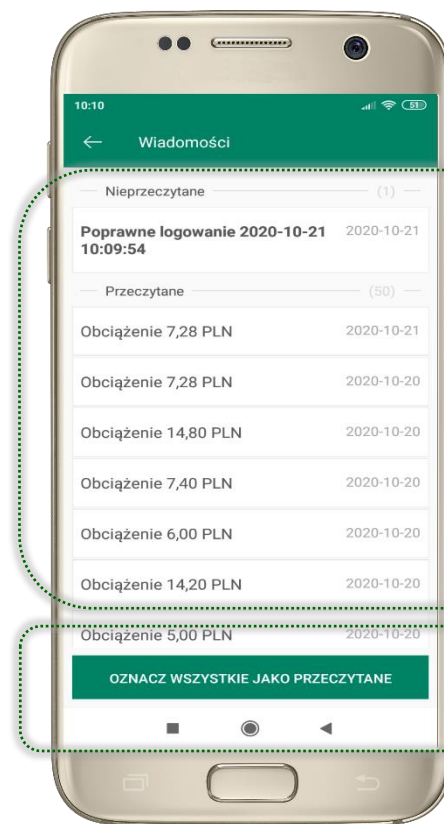 10:10
51
Wiadomości
Nieprzeczytane (1)
Poprawne logowanie 2020-10-21 2020-10-21
10:09:54
Przeczytane (50)
Obciążenie 7,28 PLN 2020-10-21
Obciążenie 7,28 PLN 2020-10-20
Obciążenie 14,80 PLN 2020-10-20
Obciążenie 7,40 PLN 2020-10-20
Obciążenie 6,00 PLN 2020-10-20
Obciążenie 14,20 PLN 2020-10-20
Obciążenie 5,00 PLN 2020-10-20
OZNACZ WSZYSTKIE JAKO PRZECZYTANE